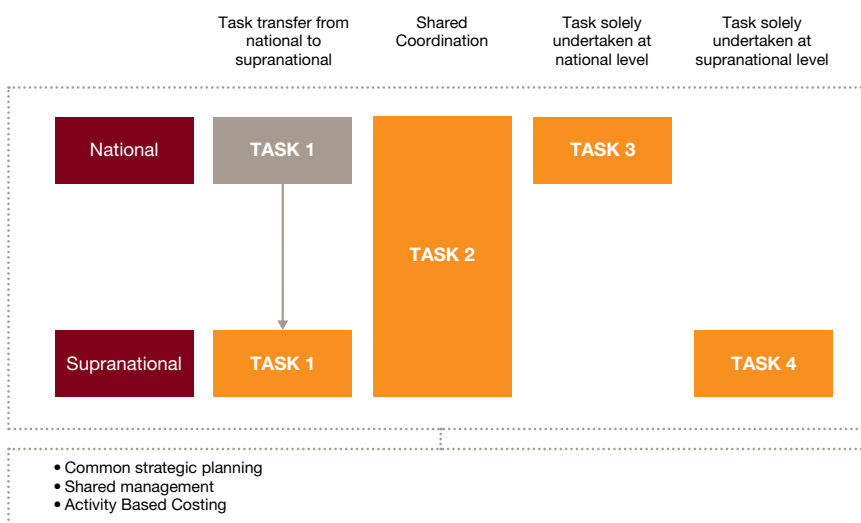 Task transfer from
national to
supranational
Shared
Coordination
Task solely
undertaken at
national level
Task solely
undertaken at
supranational level
National
TASK 1
TASK 3
TASK 2
Supranational
TASK 1
TASK 4
• Common strategic planning
• Shared management
• Activity Based Costing